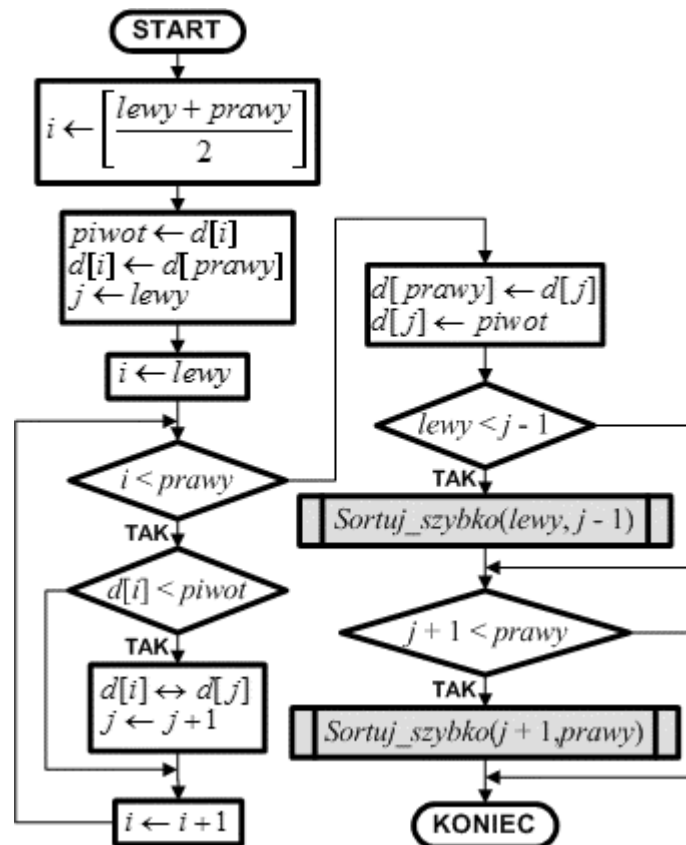 START
i ← [lewy + prawy / 2]
piwot ← d[i]
d[i] ← d[prawy]
j ← lewy
i ← lewy
i < prawy
TAK
d[i] < piwot
TAK
d[i] ↔ d[j]
j ← j + 1
i ← i + 1
d[prawy] ← d[j]
d[j] ← piwot
lewy < j - 1
TAK
Sortuj_szybko(lewy, j - 1)
j + 1 < prawy
TAK
Sortuj_szybko(j + 1,prawy)
KONIEC